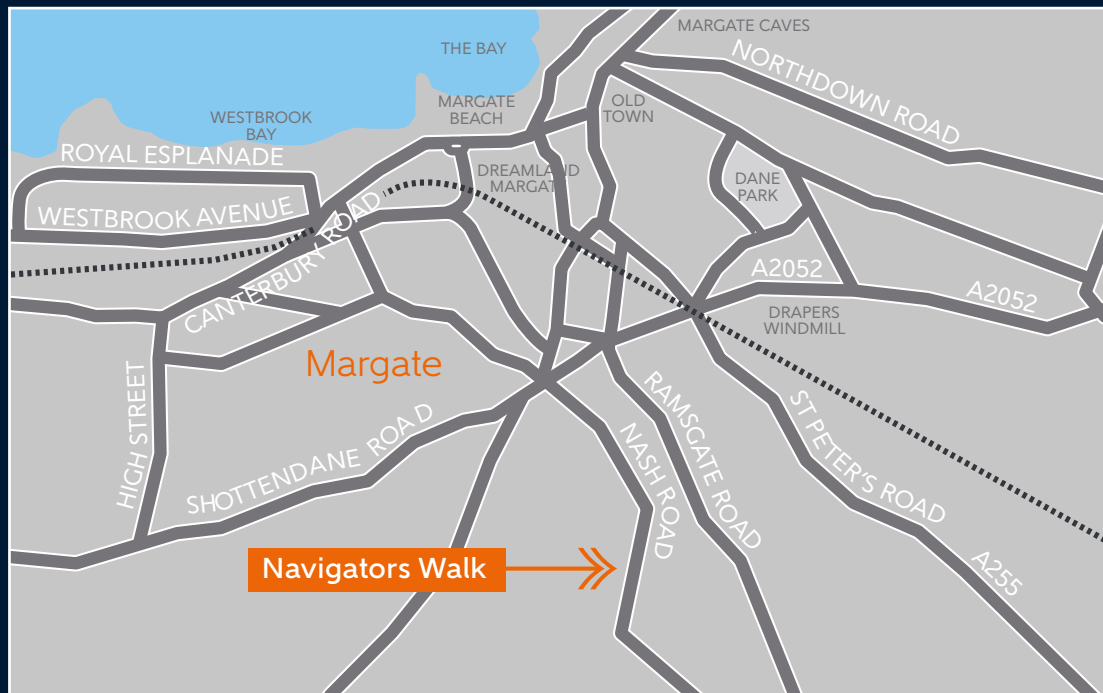 MARGATE CAVES
THE BAY
NORTHDOWN ROAD
MARGATE
BEACH
OLD
TOWN
WESTBROOK
BAY
ROYAL ESPLANADE
DREAMLAND
MARGAT
DANE
PARK
WESTBROOK AVENUE
CANTERBURY ROAD
A2052
A2052
DRAPERS
WINDMILL
Margate
HIGH STREET
SHOTTENDANE ROAD
NASH ROAD
RAMSGATE ROAD
ST PETER'S ROAD
A255
Navigators Walk